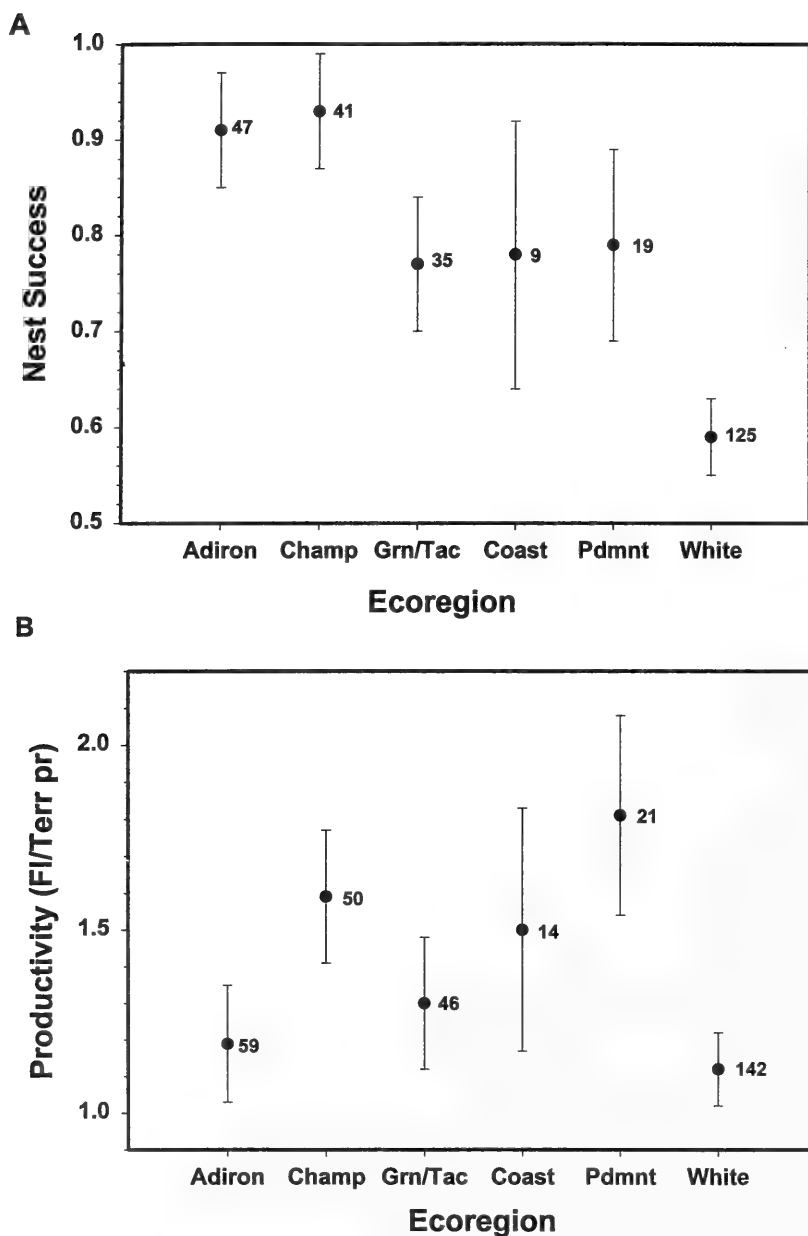 A
1.0
0.9
0.8
0.7
0.6
0.5
Nest Success
47
41
35
9
19
125
Adiron Champ Grn/Tac Coast Pdmnt White
Ecoregion
B
2.0
1.5
1.0
Productivity (Fl/Terr pr)
59
50
46
14
21
142
Adiron Champ Grn/Tac Coast Pdmnt White
Ecoregion